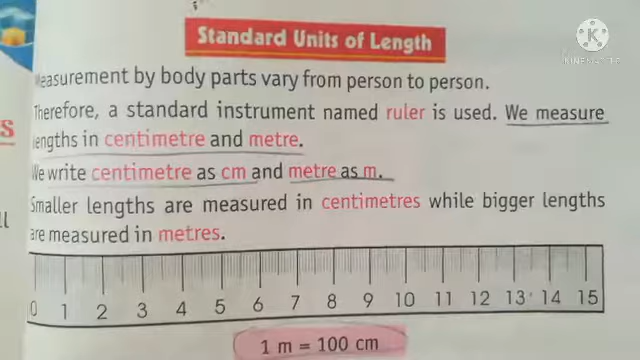 Standard Units of Length
Measurement by body parts vary from person to person.
Therefore, a standard instrument named ruler is used. We measure
lengths in centimetre and metre.
We write centimetre as cm and metre as m.
Smaller lengths are measured in centimetres while bigger lengths
are measured in metres.
0 1 2 3 4 5 6 7 8 9 10 11 12 13 14 15
1 m = 100 cm
K
KINEMASTER